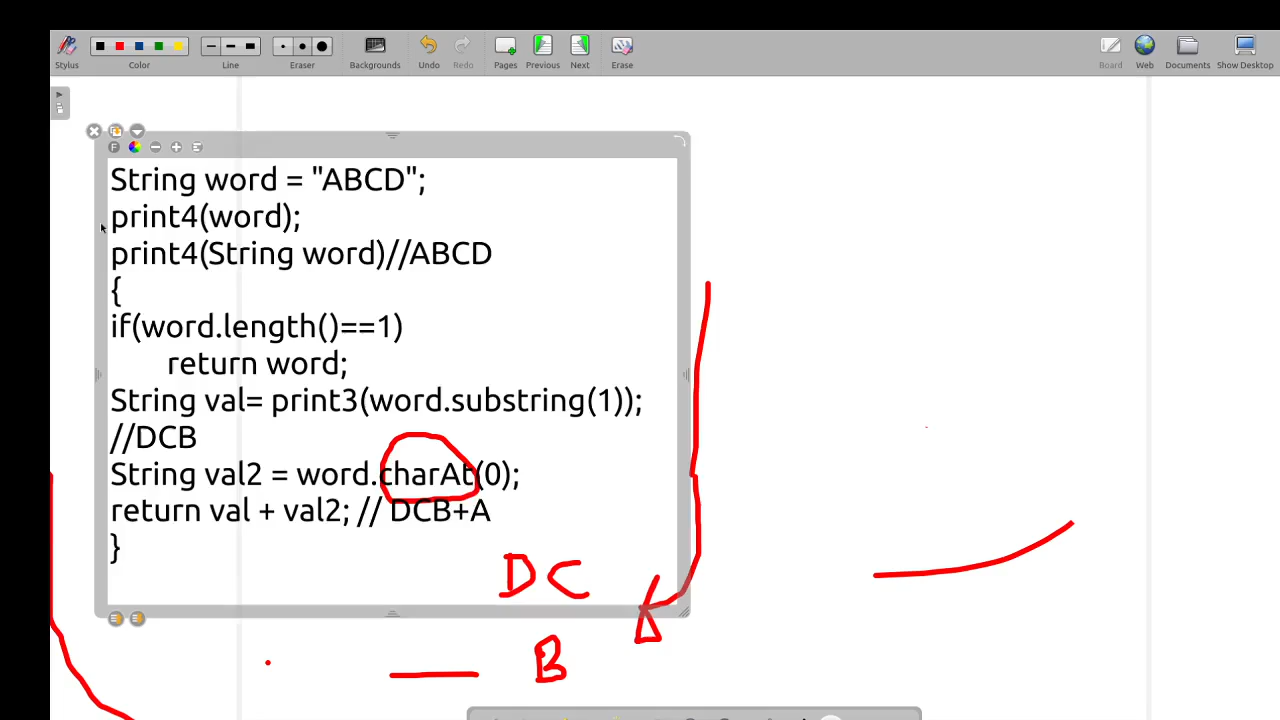 Stylus
Color
Line
Eraser
Backgrounds
Undo
Redo
Pages
Previous
Next
Erase
Board
Web
Documents
Show Desktop
String word = "ABCD";
print4(word);
print4(String word)//ABCD
{
if(word.length()==1)
return word;
String val= print3(word.substring(1));
//DCB
String val2 = word.charAt(0);
return val + val2; // DCB+A
}
DC
B